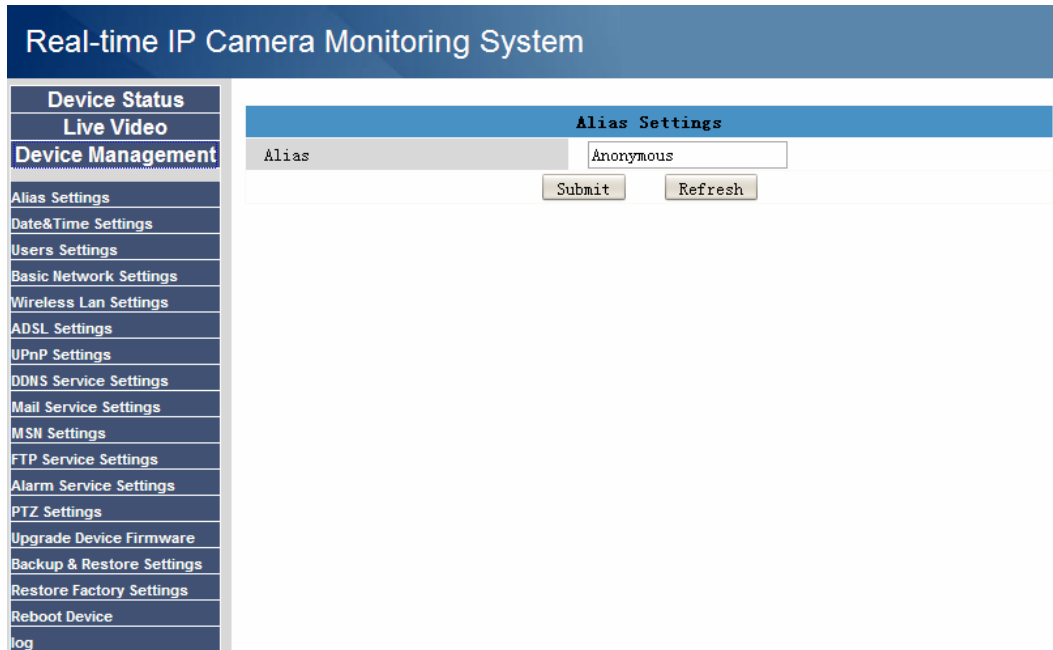 Real-time IP Camera Monitoring System
Device Status
Live Video
Device Management
Alias Settings
Date&Time Settings
Users Settings
Basic Network Settings
Wireless Lan Settings
ADSL Settings
UPnP Settings
DDNS Service Settings
Mail Service Settings
MSN Settings
FTP Service Settings
Alarm Service Settings
PTZ Settings
Upgrade Device Firmware
Backup & Restore Settings
Restore Factory Settings
Reboot Device
log
Alias Settings
Alias Anonymous
Submit Refresh